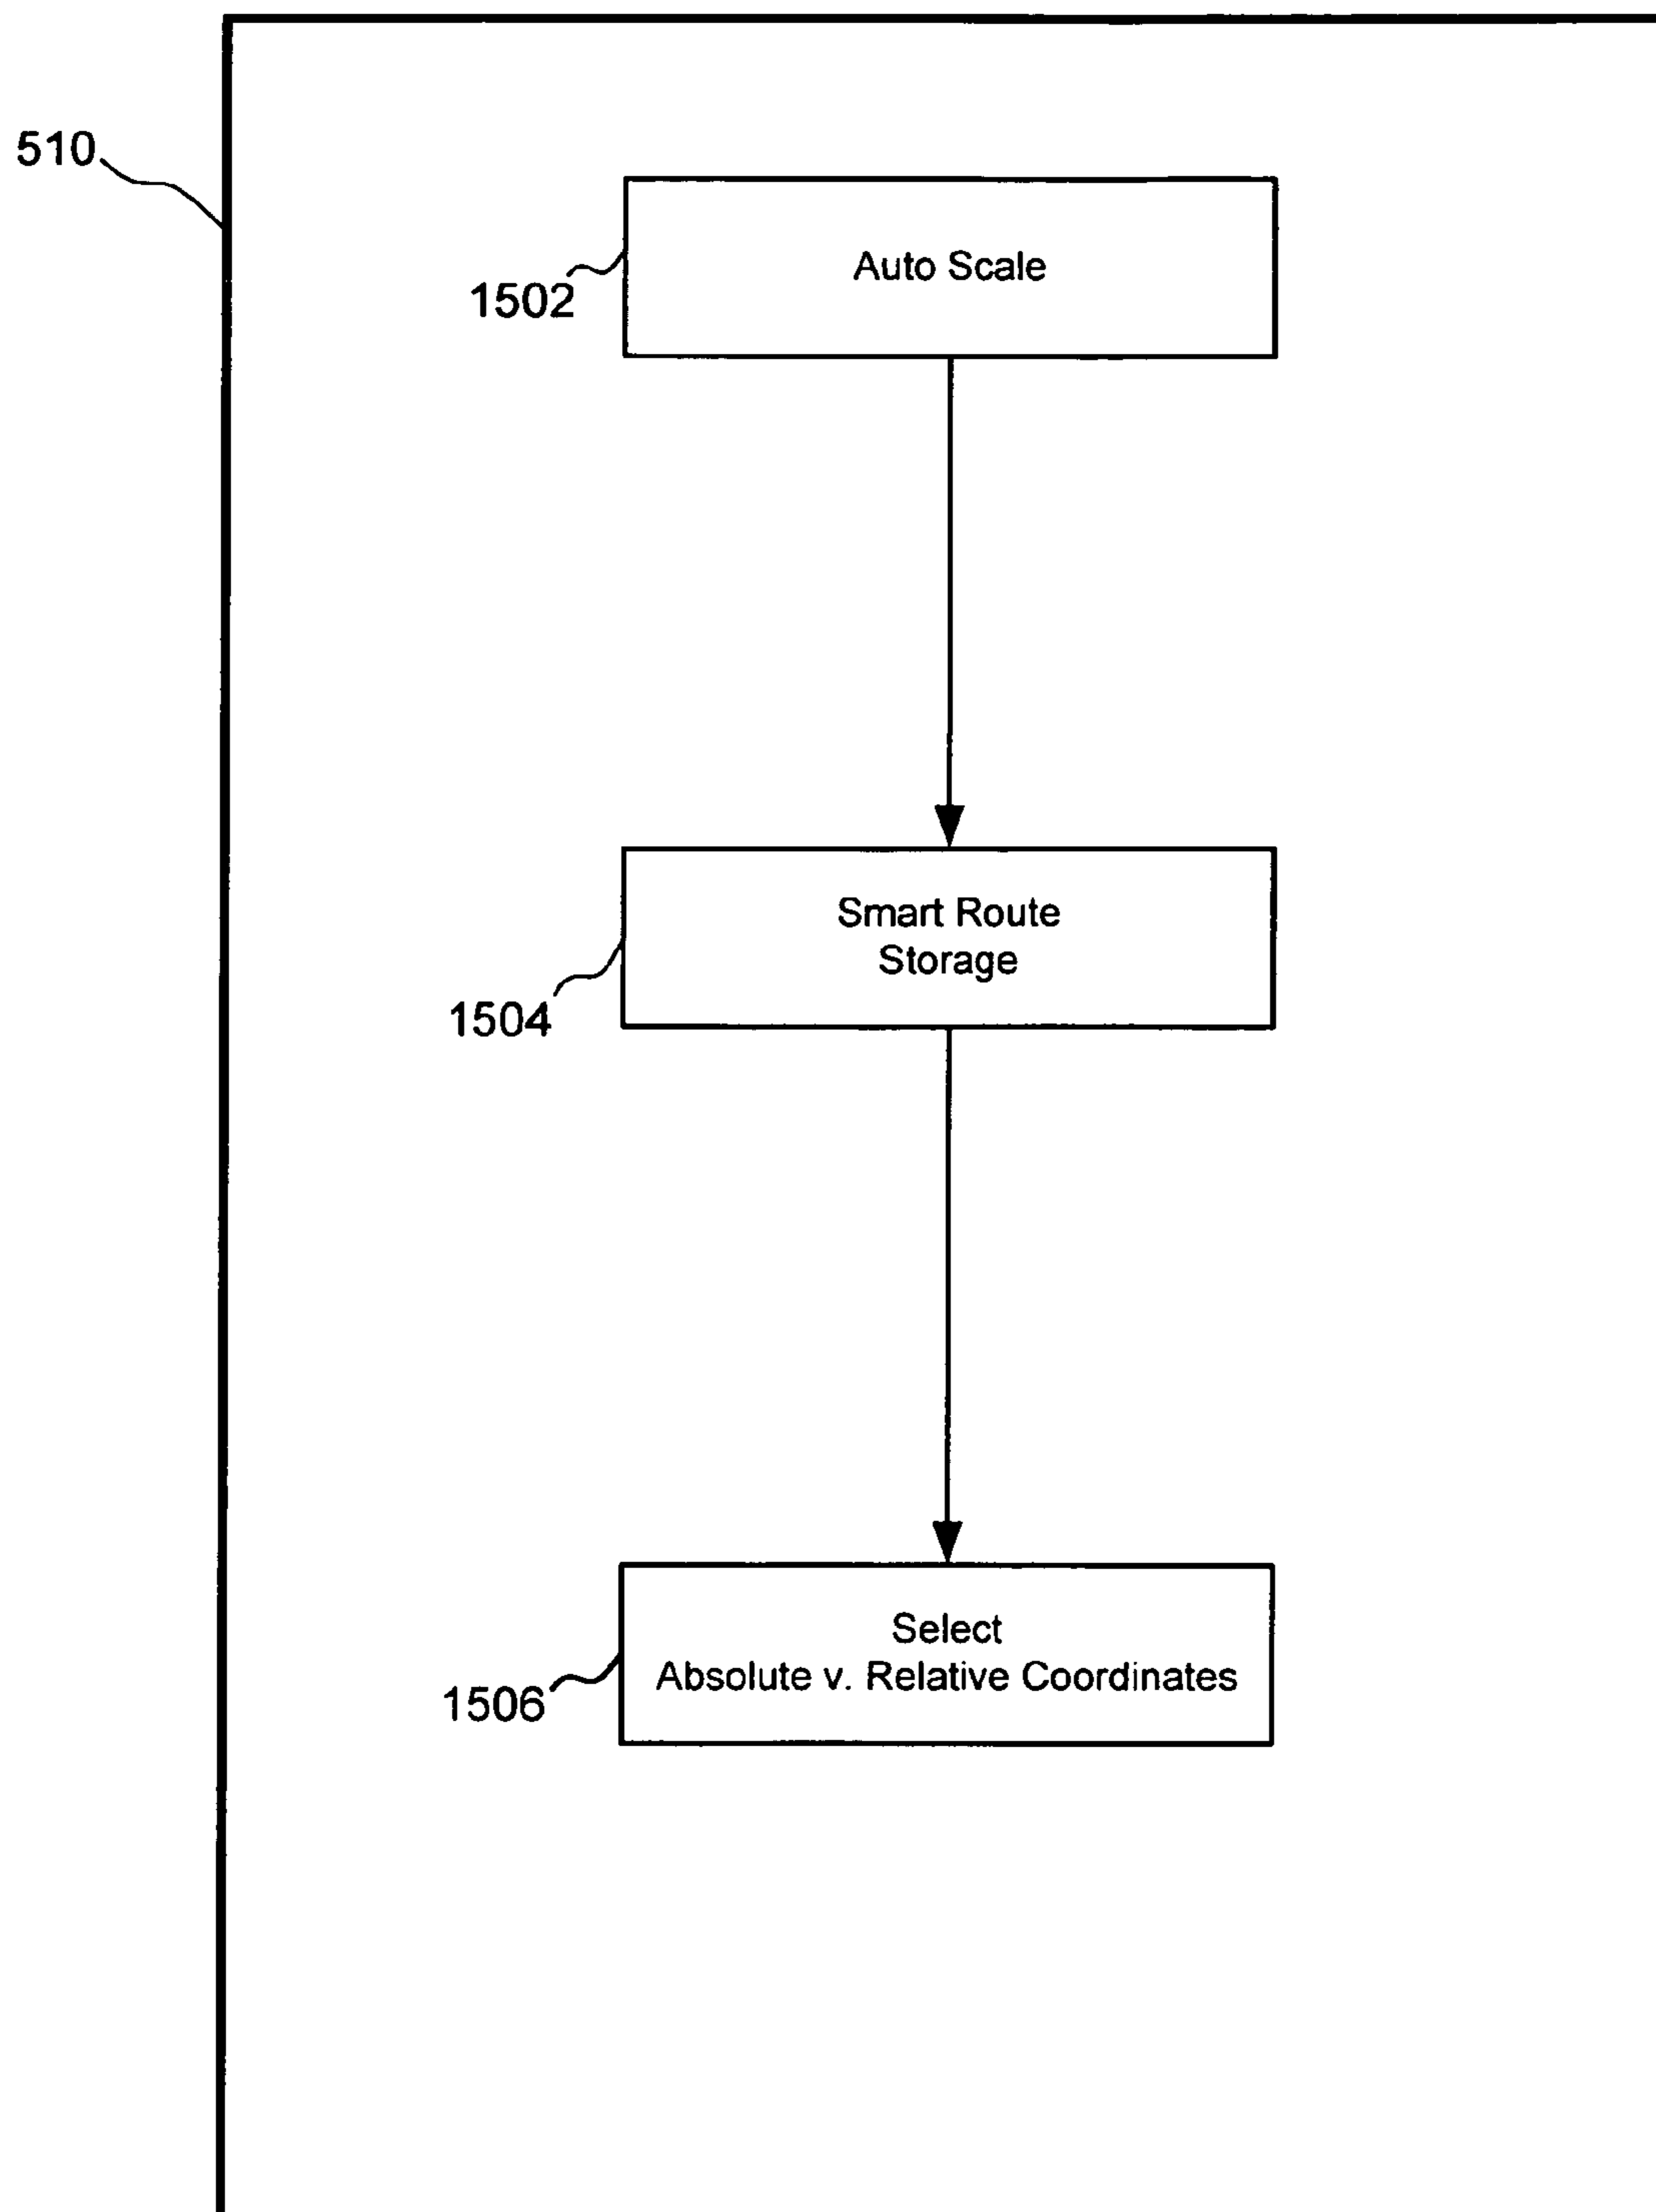 510
Auto Scale
1502
Smart Route
Storage
1504
Select
Absolute v. Relative Coordinates
1506